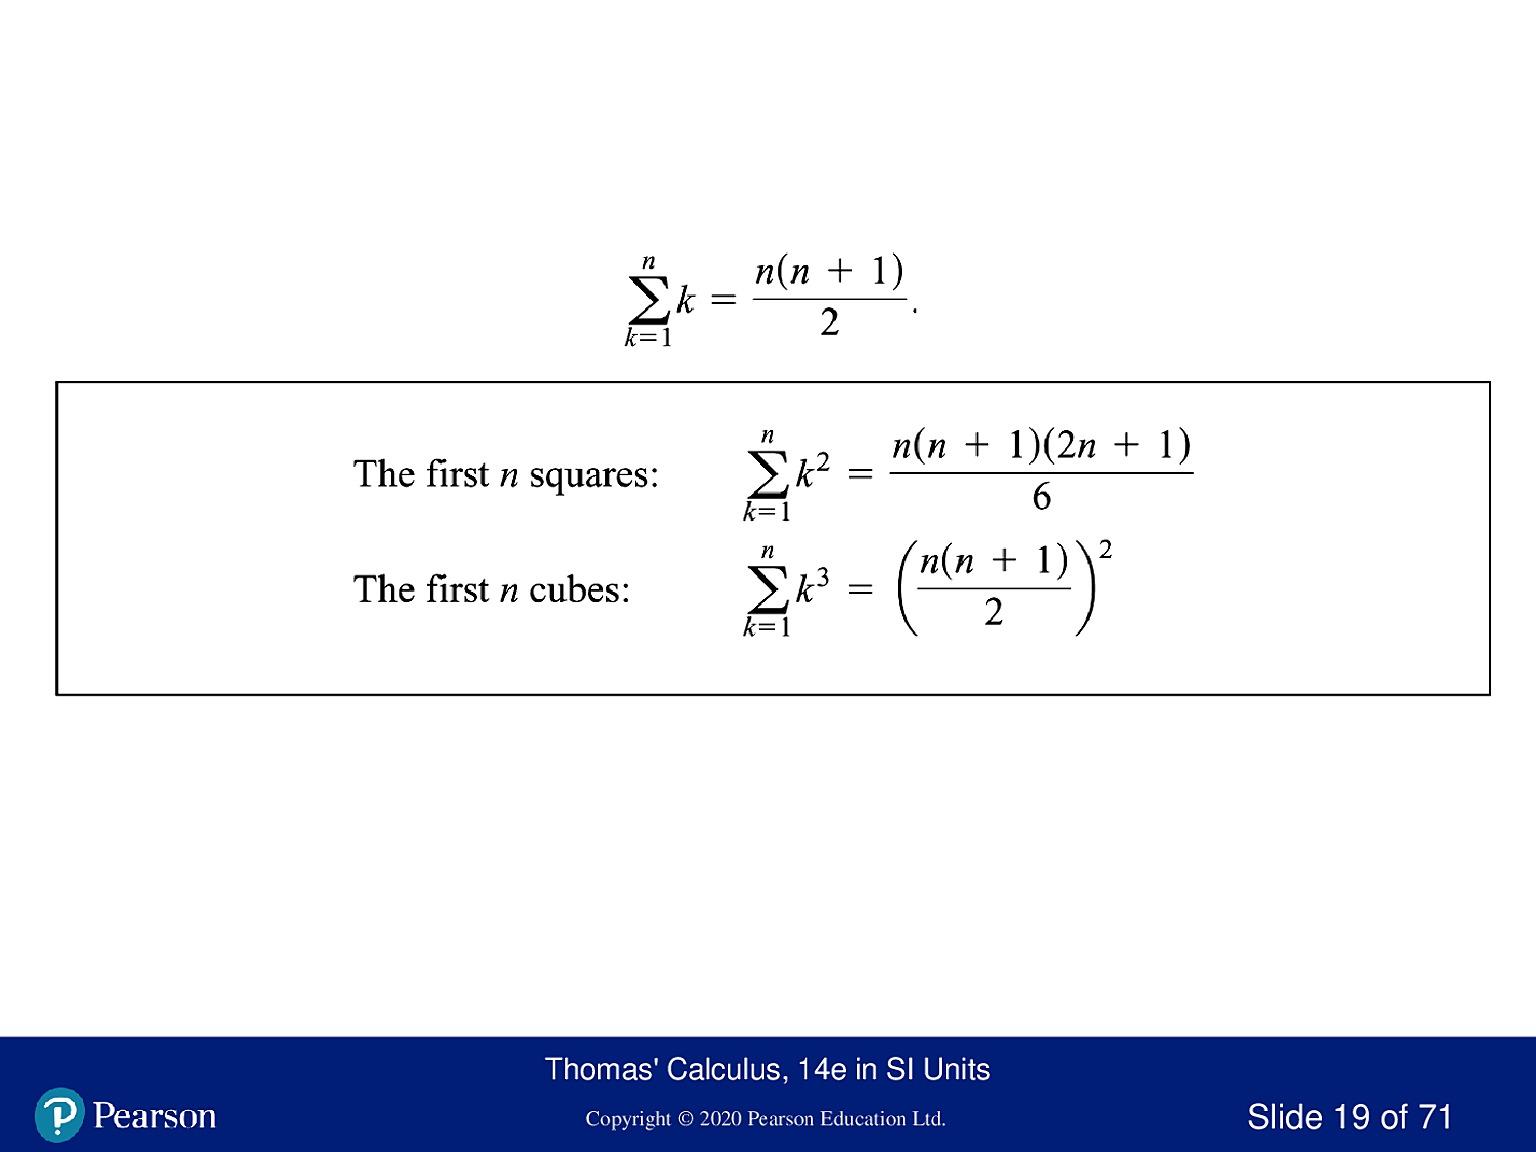 \sum_{k=1}^{n} k = \frac{n(n + 1)}{2}.
The first n squares: \sum_{k=1}^{n} k^2 = \frac{n(n + 1)(2n + 1)}{6}
The first n cubes: \sum_{k=1}^{n} k^3 = \left( \frac{n(n + 1)}{2} \right)^2
Thomas' Calculus, 14e in SI Units
Pearson
Copyright © 2020 Pearson Education Ltd.
Slide 19 of 71